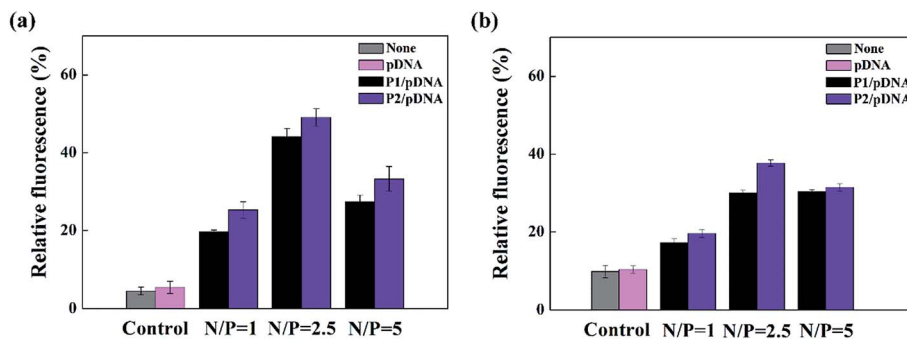 (a)
Relative fluorescence (%)
60
40
20
0
None
pDNA
P1/pDNA
P2/pDNA
Control N/P=1 N/P=2.5 N/P=5
(b)
Relative fluorescence (%)
60
40
20
0
None
pDNA
P1/pDNA
P2/pDNA
Control N/P=1 N/P=2.5 N/P=5